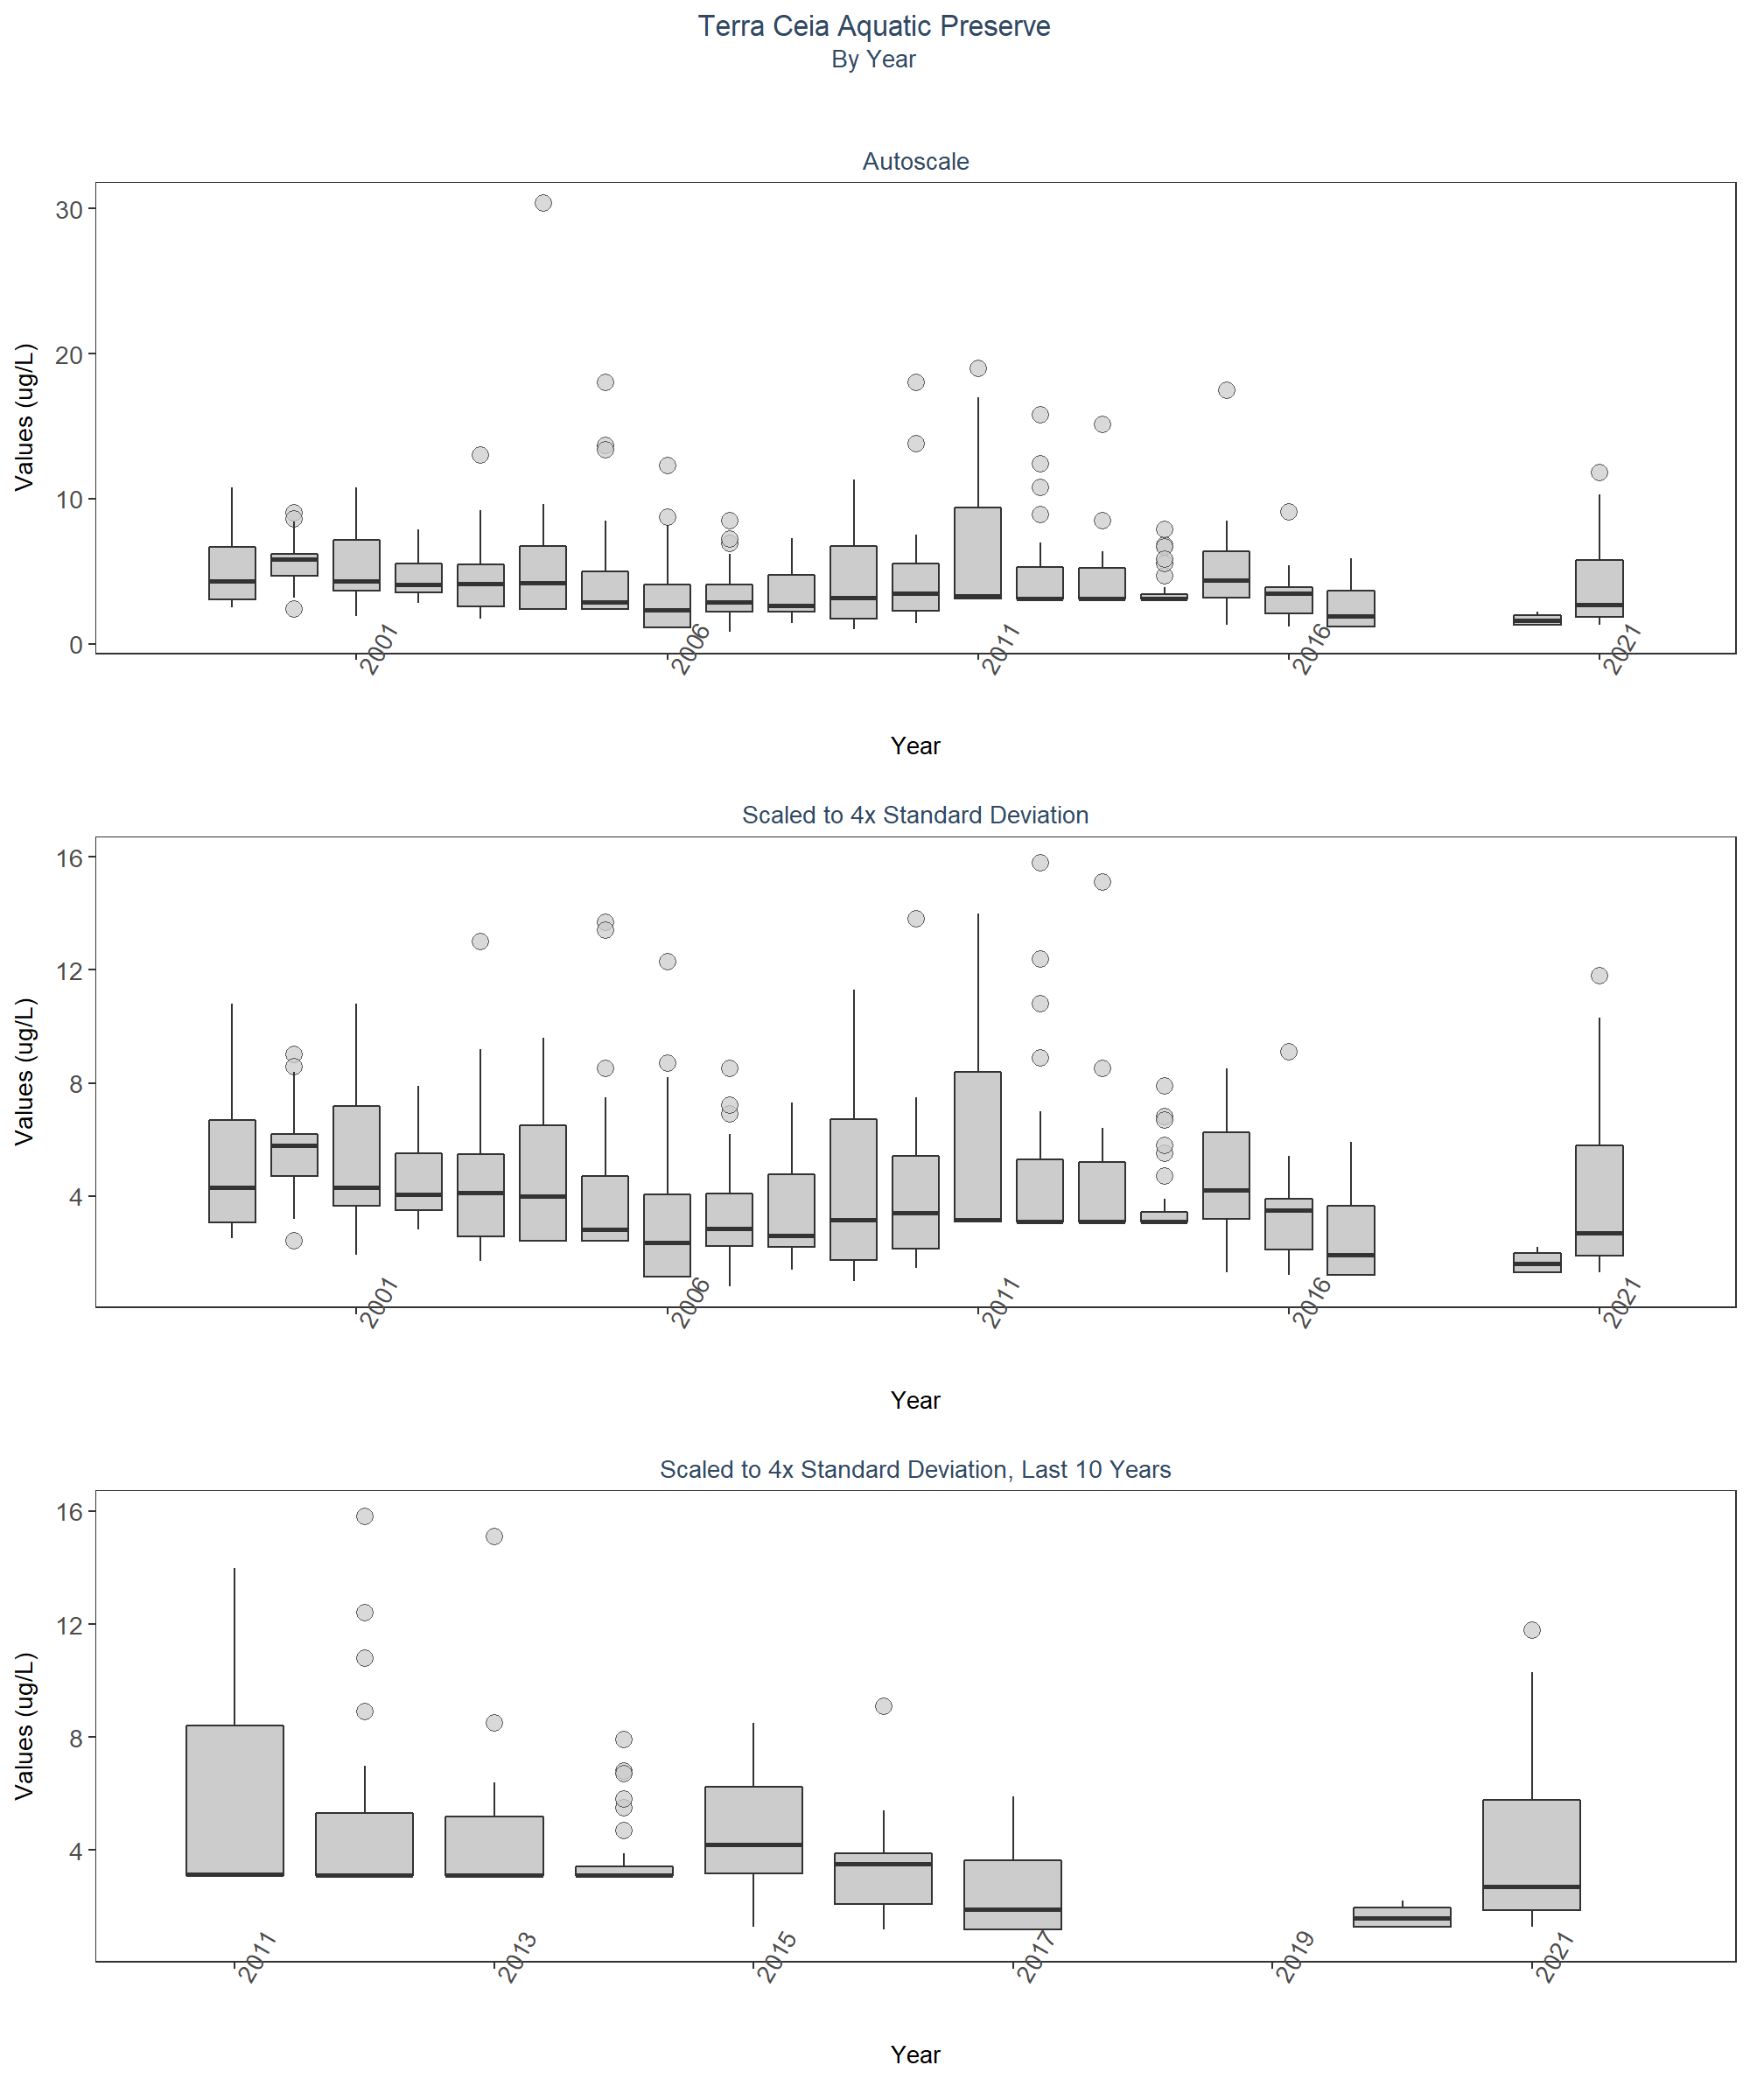 Terra Ceia Aquatic Preserve
By Year
Autoscale
30
20
10
0
Values (ug/L)
2001 2006 2011 2016 2021
Year
Scaled to 4x Standard Deviation
16
12
8
4
Values (ug/L)
2001 2006 2011 2016 2021
Year
Scaled to 4x Standard Deviation, Last 10 Years
16
12
8
4
Values (ug/L)
2011 2013 2015 2017 2019 2021
Year